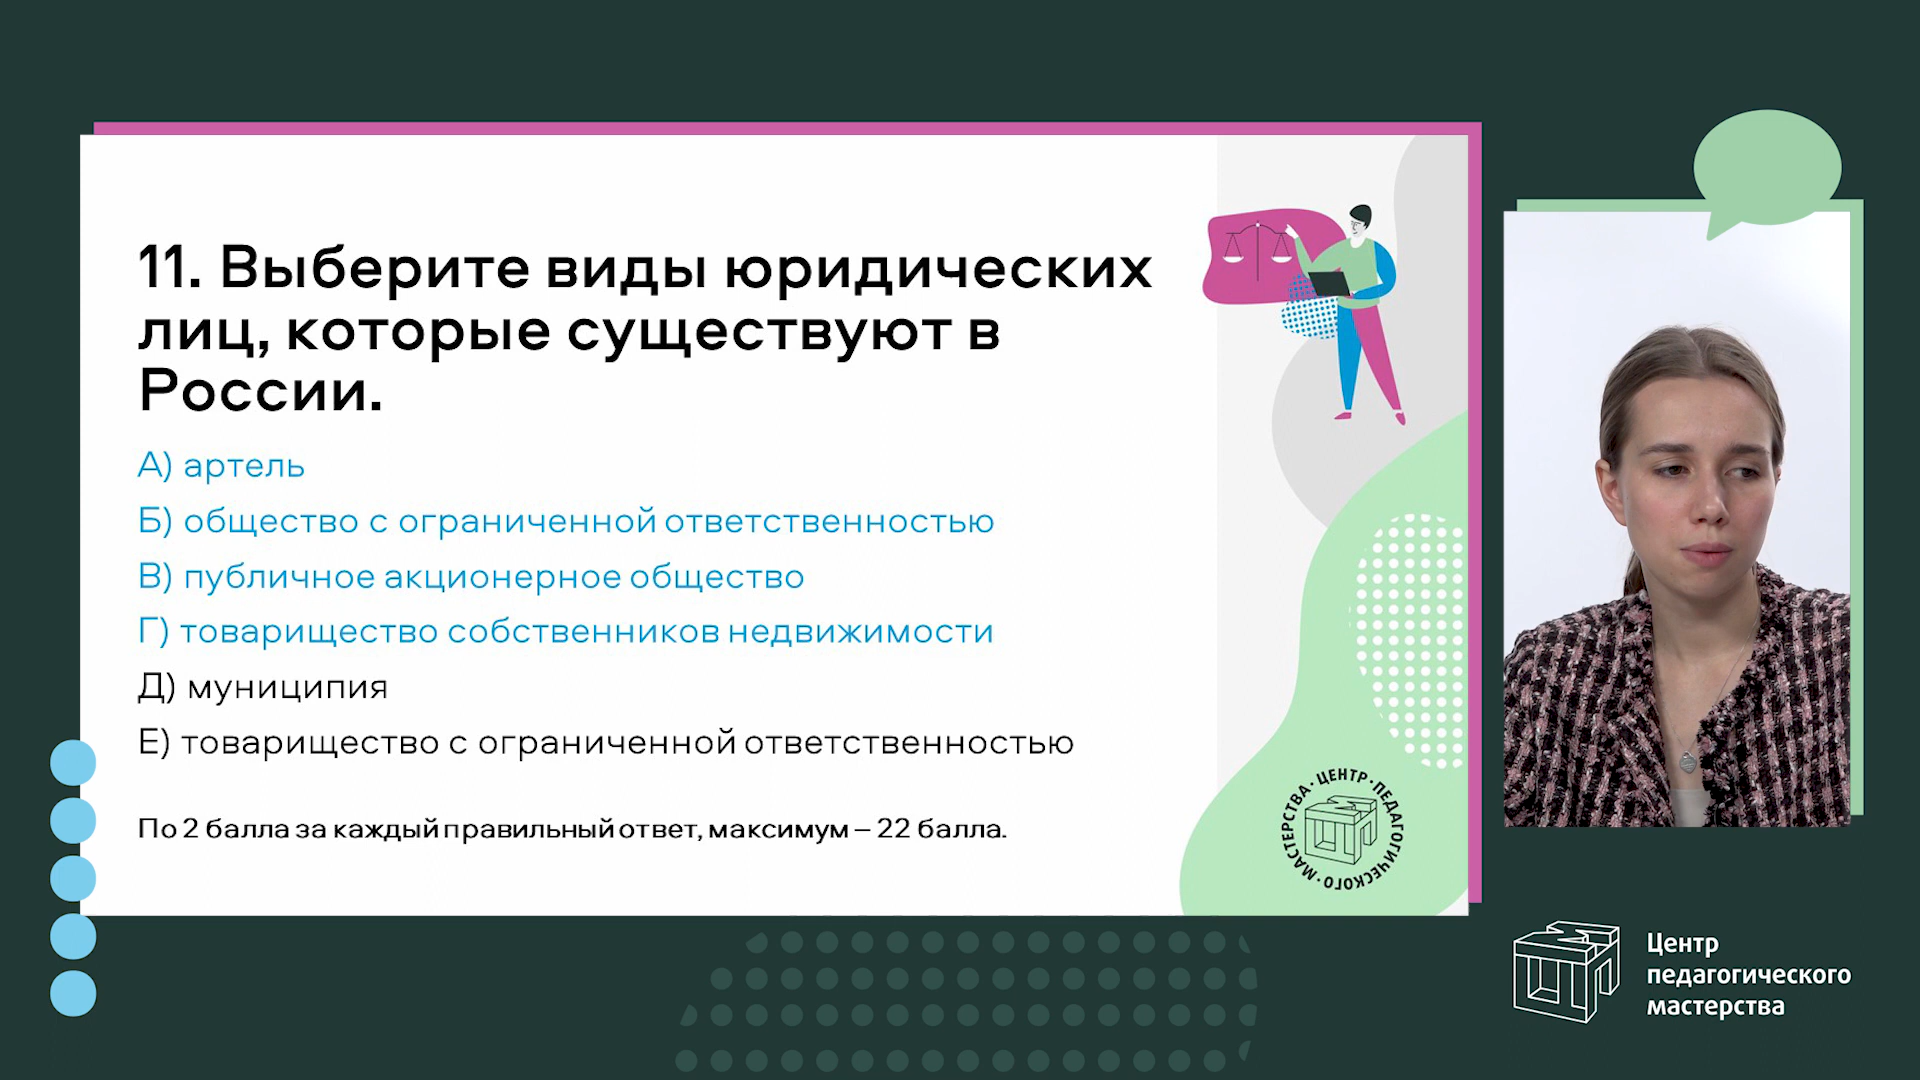 11. Выберите виды юридических
лиц, которые существуют в
России.
А) артель
Б) общество с ограниченной ответственностью
В) публичное акционерное общество
Г) товарищество собственников недвижимости
Д) муниципия
Е) товарищество с ограниченной ответственностью
По 2 балла за каждый правильный ответ, максимум – 22 балла.
ЦЕНТР · ПЕДАГОГИЧЕСКОГО · МАСТЕРСТВА ·
Центр
педагогического
мастерства